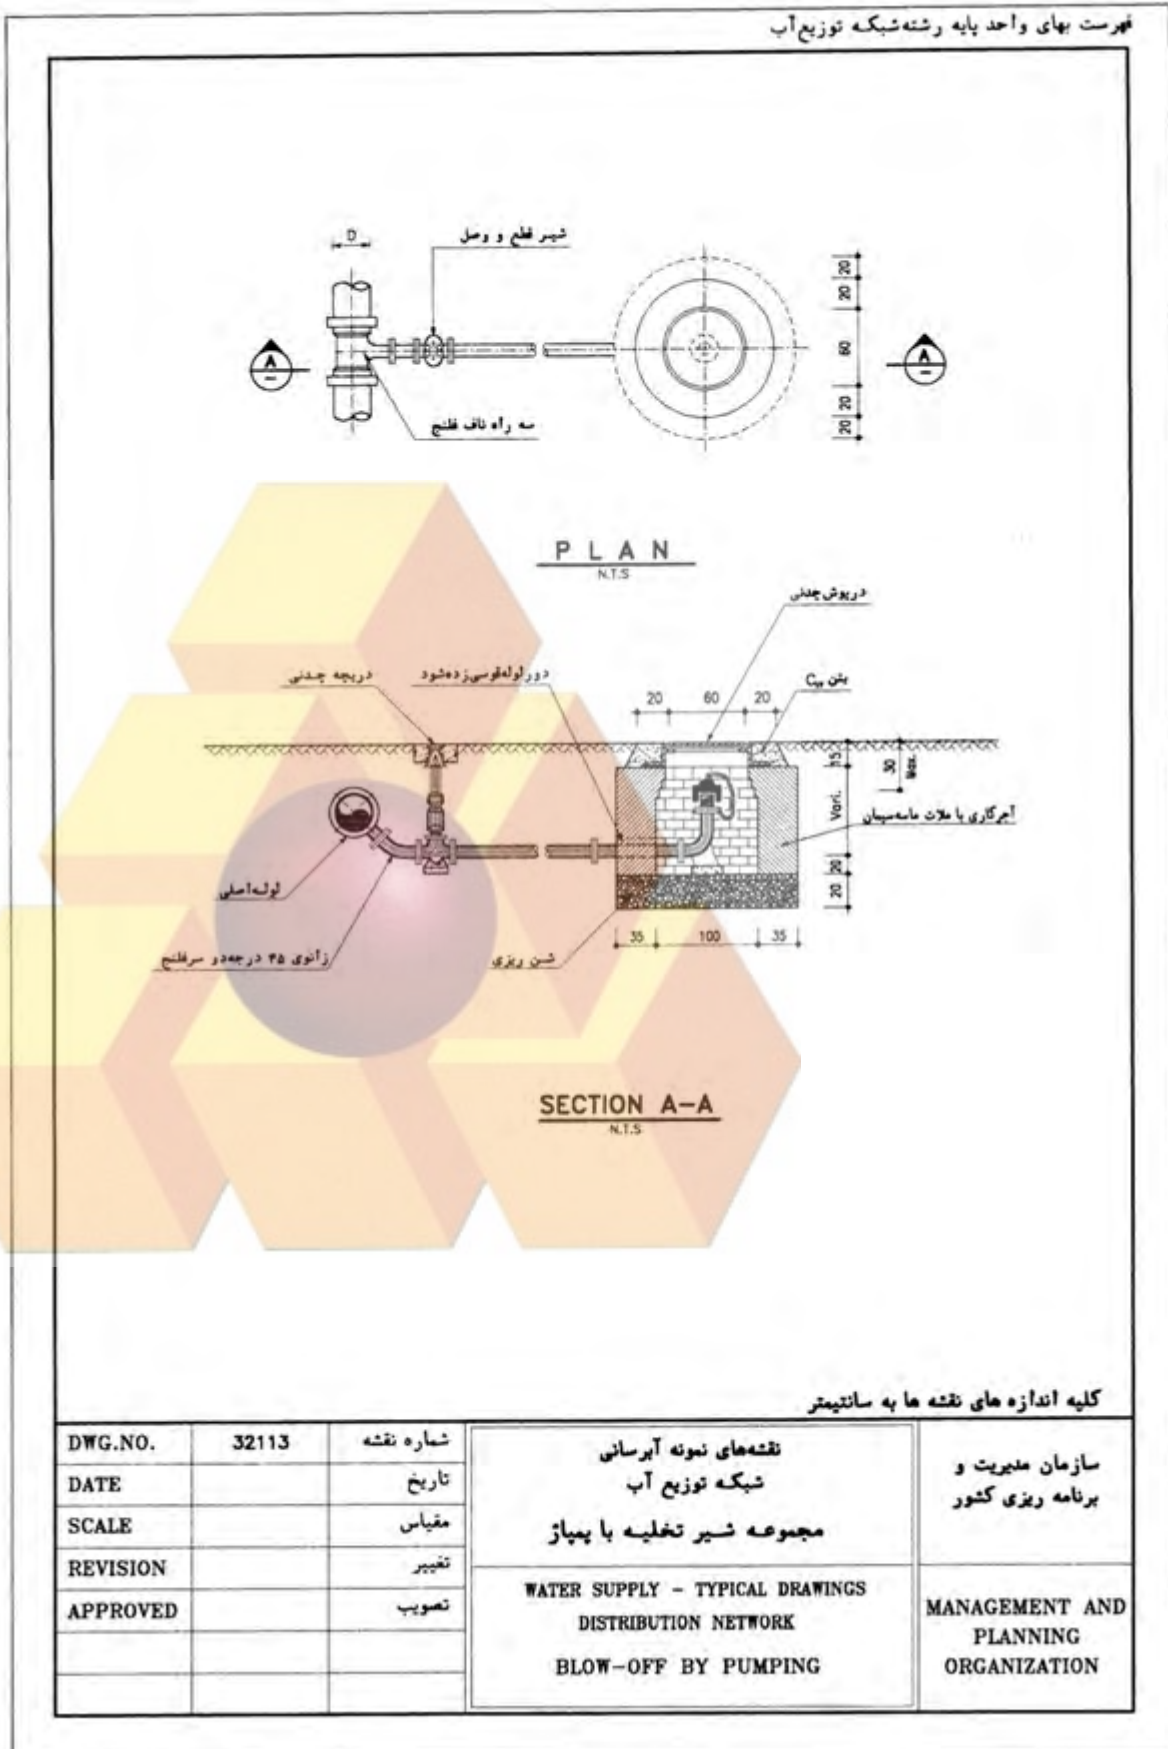 فهرست بهای واحد پایه رشته شبکه توزیع آب
D
شیر قطع و وصل
A
A
20
20
60
20
20
سه راه ناف فلنج
PLAN
N.T.S
درپوش چدنی
دریچه چدنی
دور لوله قوسی زده شود
20
60
20
بتن
15
30
Max.
Vari.
آجرکاری با ملات ماسه سیمان
20
20
لوله اصلی
35
100
35
زانوی ۴۵ درجه دو سر فلنج
شن ریزی
SECTION A-A
N.T.S
کلیه اندازه های نقشه ها به سانتیمتر
DWG.NO. 32113 شماره نقشه
DATE تاریخ
SCALE مقیاس
REVISION تغییر
APPROVED تصویب
نقشه‌های نمونه آبرسانی
شبکه توزیع آب
مجموعه شیر تخلیه با پمپاژ
WATER SUPPLY - TYPICAL DRAWINGS
DISTRIBUTION NETWORK
BLOW-OFF BY PUMPING
سازمان مدیریت و
برنامه ریزی کشور
MANAGEMENT AND
PLANNING
ORGANIZATION